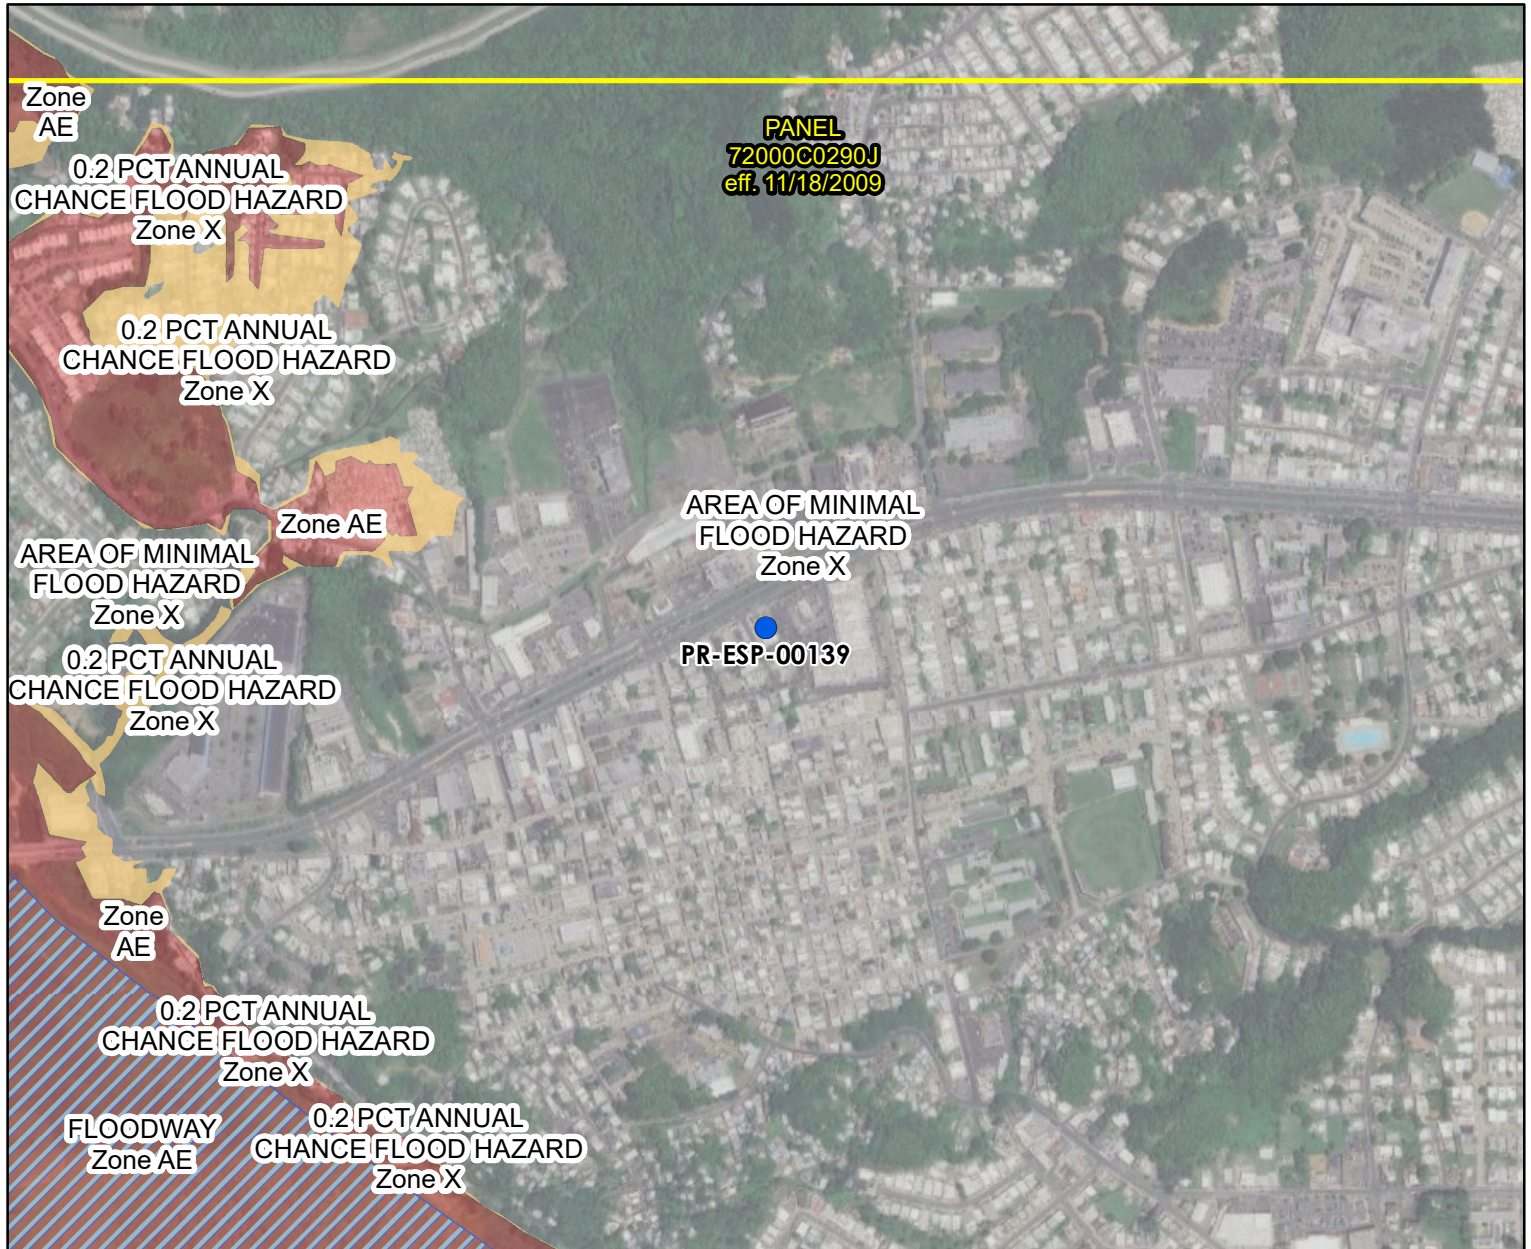 Zone
AE
PANEL
72000C0290J
eff. 11/18/2009
0.2 PCT ANNUAL
CHANCE FLOOD HAZARD
Zone X
0.2 PCT ANNUAL
CHANCE FLOOD HAZARD
Zone X
Zone AE
AREA OF MINIMAL
FLOOD HAZARD
Zone X
AREA OF MINIMAL
FLOOD HAZARD
Zone X
PR-ESP-00139
0.2 PCT ANNUAL
CHANCE FLOOD HAZARD
Zone X
Zone
AE
0.2 PCT ANNUAL
CHANCE FLOOD HAZARD
Zone X
FLOODWAY
Zone AE
0.2 PCT ANNUAL
CHANCE FLOOD HAZARD
Zone X